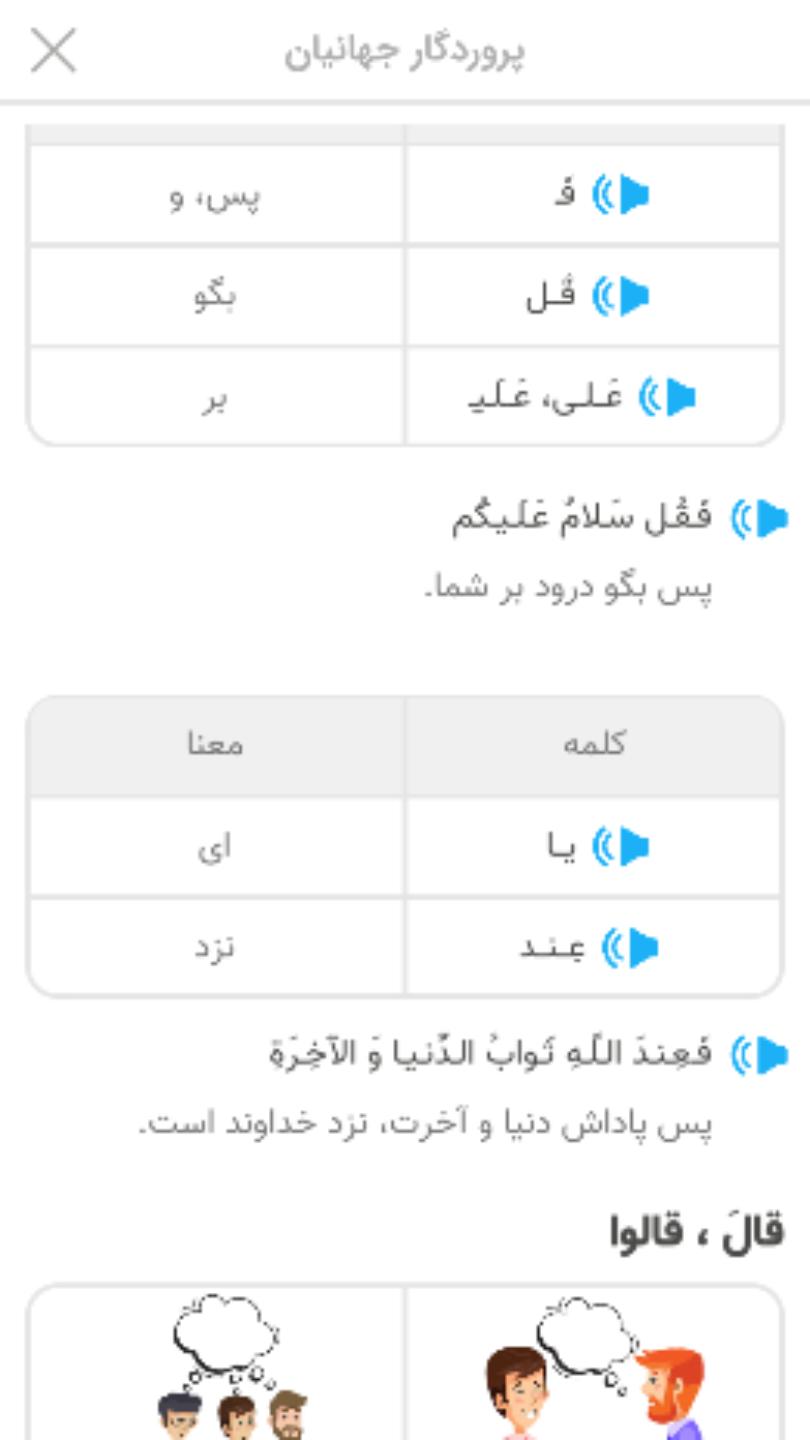 پروردگار جهانیان
فَـ پس، و
قُل بگو
عَلی، عَلَیـ بر
فَقُل سَلامٌ عَلَیکُم
پس بگو درود بر شما.
کلمه معنا
یا ای
عِند نزد
فَعِندَ اللّهِ ثَوابُ الدُّنیا وَ الآخِرَةِ
پس پاداش دنیا و آخرت، نزد خداوند است.
قالَ ، قالوا